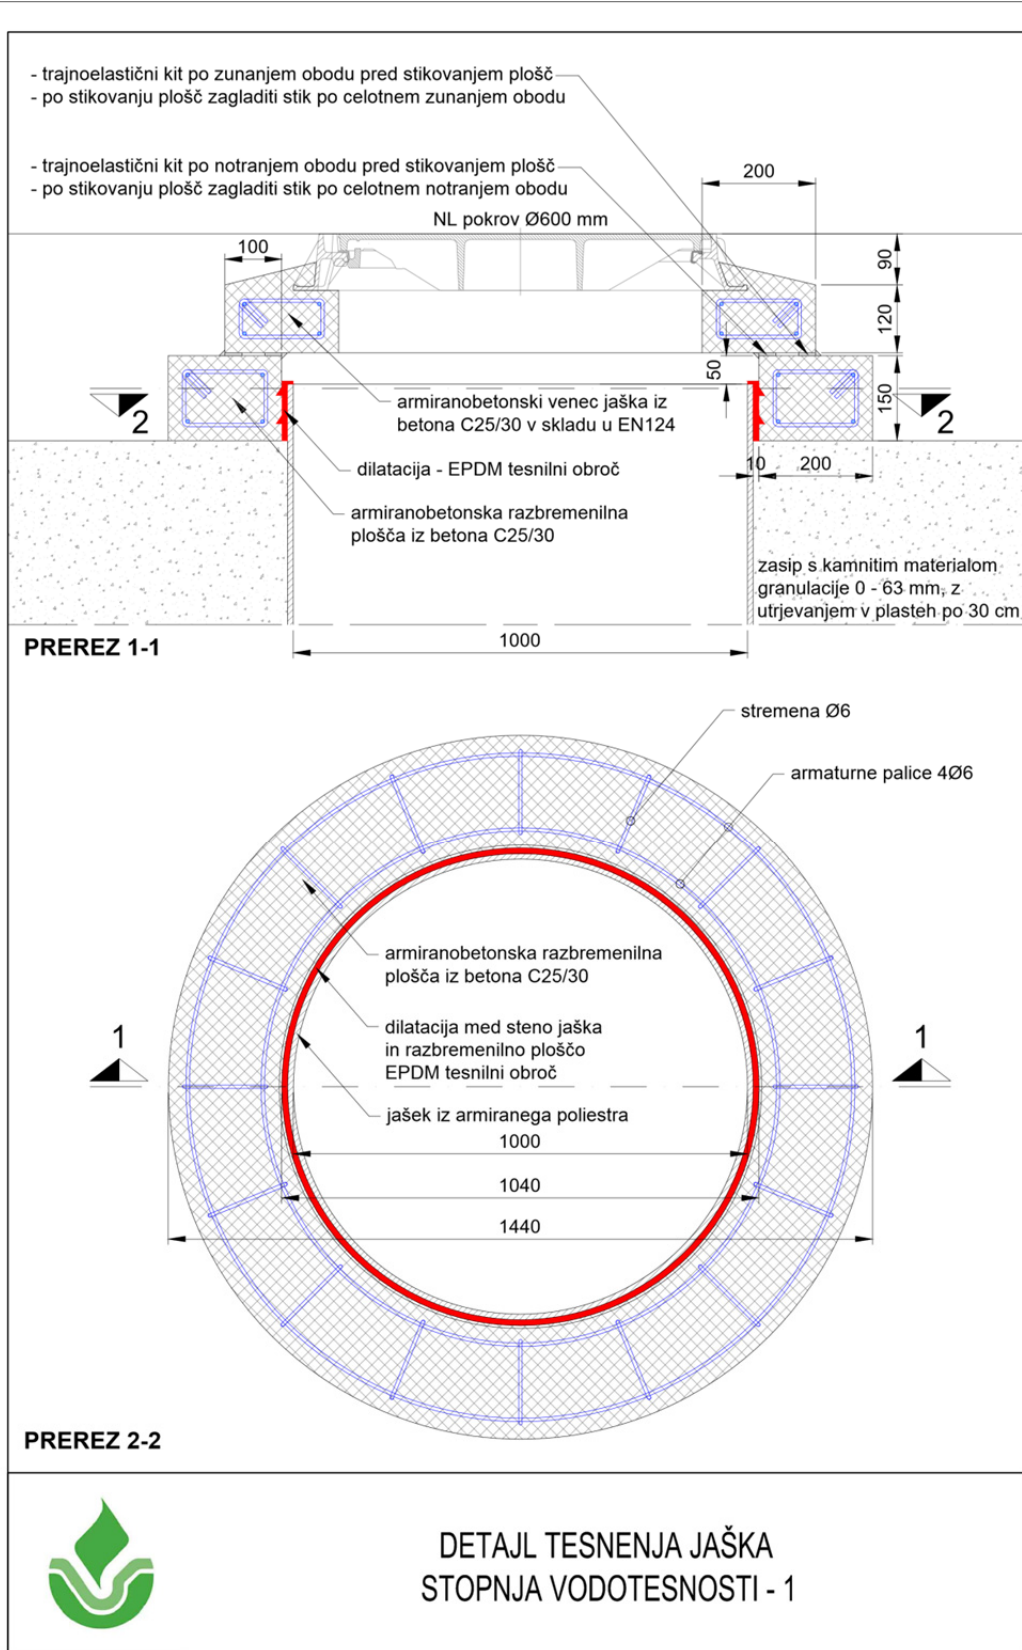 - trajnoelastični kit po zunanjem obodu pred stikovanjem plošč
- po stikovanju plošč zagladiti stik po celotnem zunanjem obodu
- trajnoelastični kit po notranjem obodu pred stikovanjem plošč
- po stikovanju plošč zagladiti stik po celotnem notranjem obodu
200
NL pokrov Ø600 mm
100
90
120
50
150
2
2
armiranobetonski venec jaška iz
betona C25/30 v skladu u EN124
10
200
dilatacija - EPDM tesnilni obroč
armiranobetonska razbremenilna
plošča iz betona C25/30
zasip s kamnitim materialom
granulacije 0 - 63 mm, z
utrjevanjem v plasteh po 30 cm
PREREZ 1-1
1000
stremena Ø6
armaturne palice 4Ø6
armiranobetonska razbremenilna
plošča iz betona C25/30
dilatacija med steno jaška
in razbremenilno ploščo
EPDM tesnilni obroč
1
1
jašek iz armiranega poliestra
1000
1040
1440
PREREZ 2-2
DETAJL TESNENJA JAŠKA
STOPNJA VODOTESNOSTI - 1